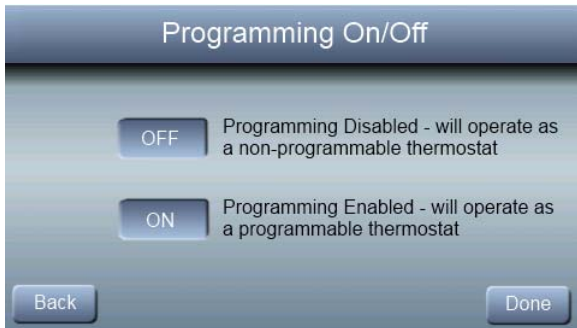 Programming On/Off
OFF
Programming Disabled - will operate as
a non-programmable thermostat
ON
Programming Enabled - will operate as
a programmable thermostat
Back
Done